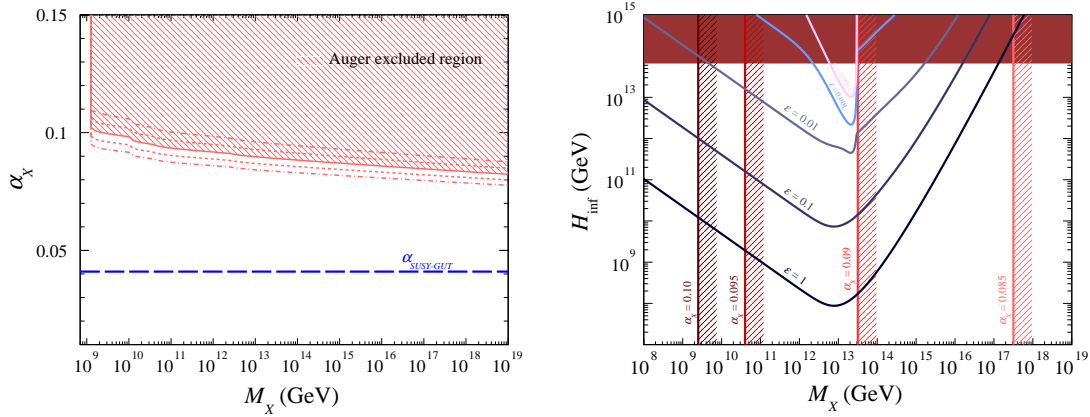 0.15
Auger excluded region
0.1
α_X
0.05
α_SUSY-GUT
10^9 10^10 10^11 10^12 10^13 10^14 10^15 10^16 10^17 10^18 10^19
M_X (GeV)
10^15
10^13
10^11
10^9
H_inf (GeV)
ε = 0.001
ε = 0.01
ε = 0.1
ε = 1
α_X = 0.10
α_X = 0.095
α_X = 0.09
α_X = 0.085
10^8 10^9 10^10 10^11 10^12 10^13 10^14 10^15 10^16 10^17 10^18 10^19
M_X (GeV)